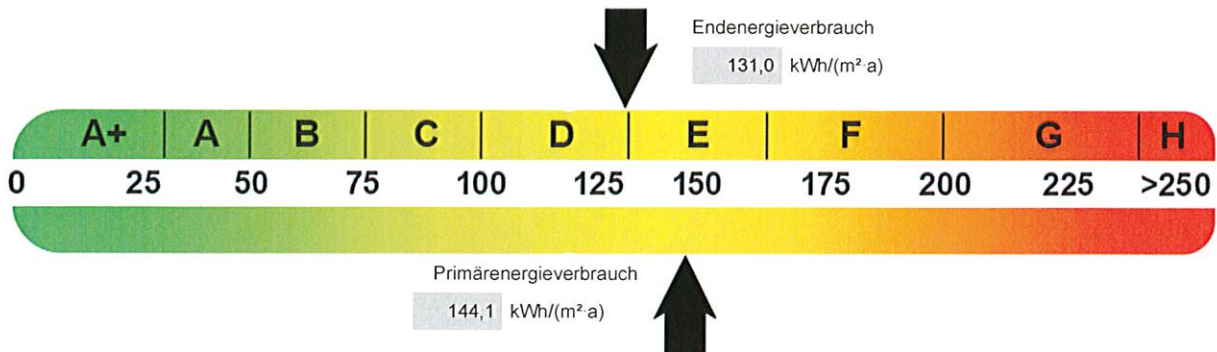 Endenergieverbrauch
131,0 kWh/(m²·a)
A+ A B C D E F G H
0 25 50 75 100 125 150 175 200 225 >250
Primärenergieverbrauch
144,1 kWh/(m²·a)